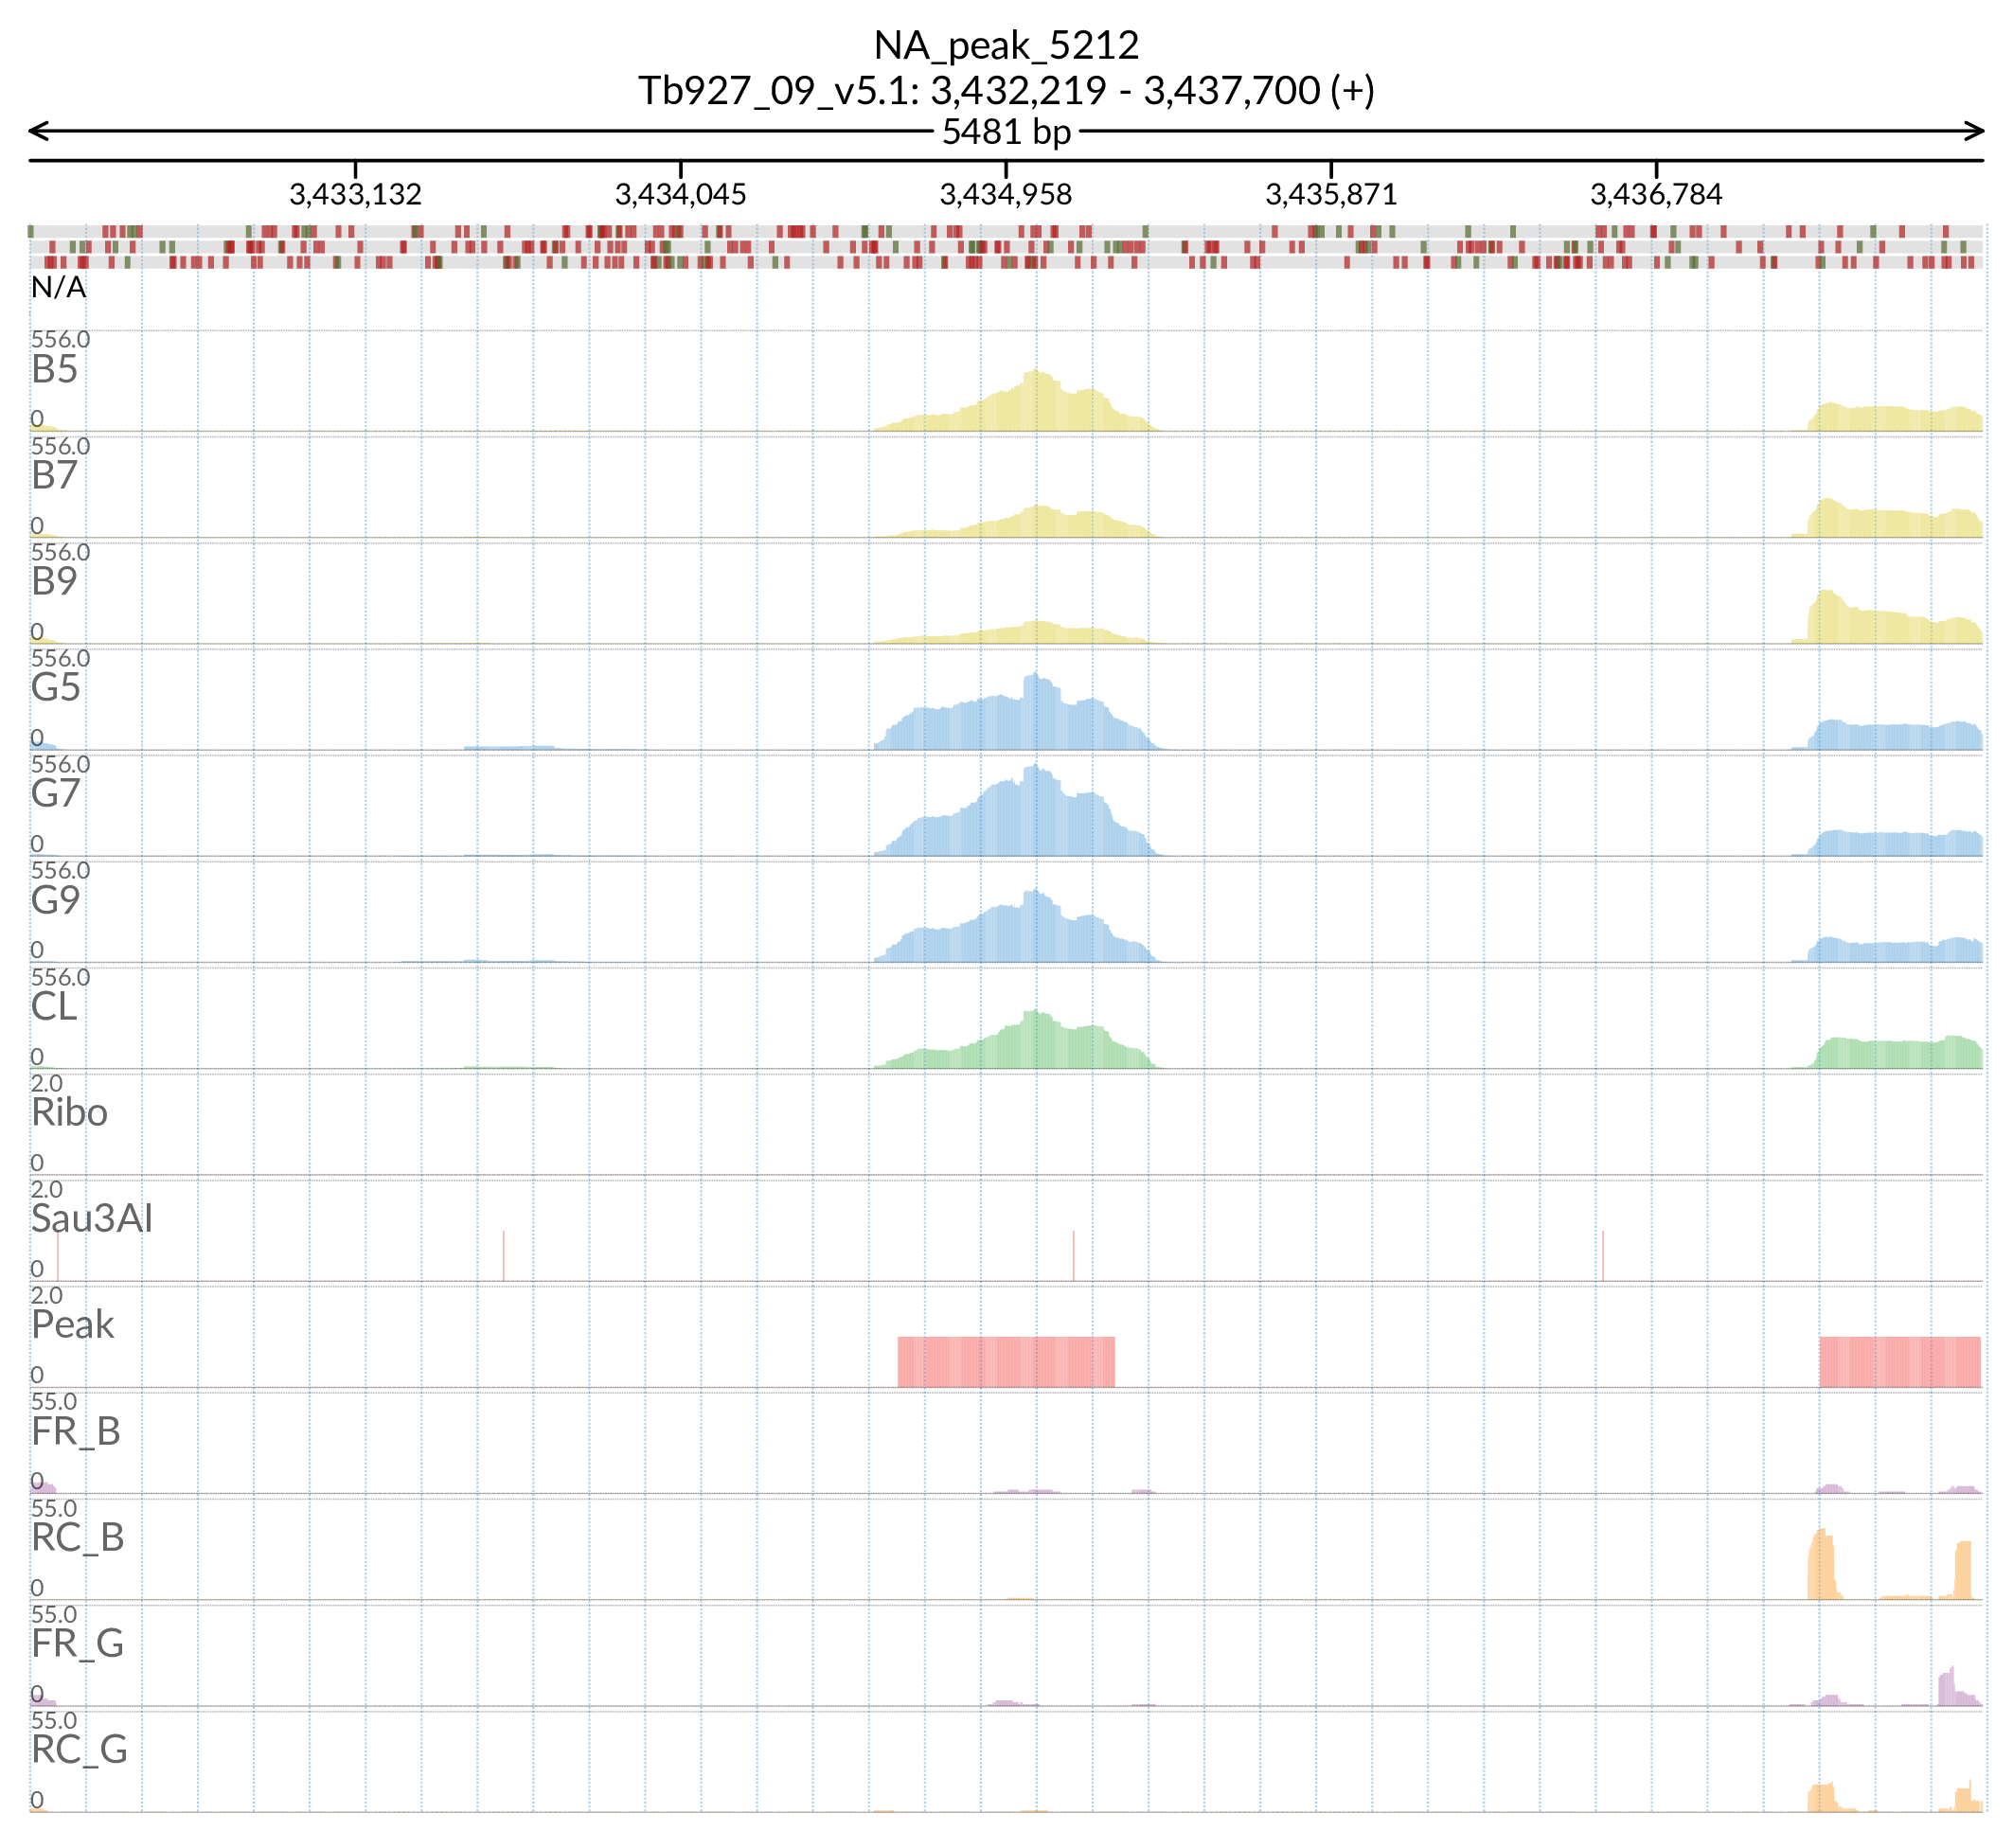 NA_peak_5212
Tb927_09_v5.1: 3,432,219 - 3,437,700 (+)
5481 bp
3,433,132 3,434,045 3,434,958 3,435,871 3,436,784
N/A
556.0
B5
0
556.0
B7
0
556.0
B9
0
556.0
G5
0
556.0
G7
0
556.0
G9
0
556.0
CL
0
2.0
Ribo
0
2.0
Sau3AI
0
2.0
Peak
0
55.0
FR_B
0
55.0
RC_B
0
55.0
FR_G
0
55.0
RC_G
0